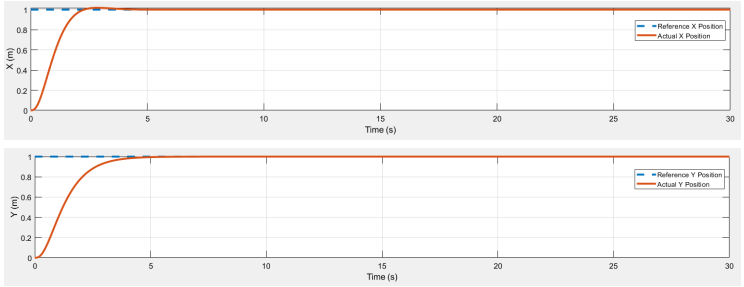 1
0.8
0.6
0.4
0.2
0
X (m)
Reference X Position
Actual X Position
0 5 10 15 20 25 30
Time (s)
1
0.8
0.6
0.4
0.2
0
Y (m)
Reference Y Position
Actual Y Position
0 5 10 15 20 25 30
Time (s)